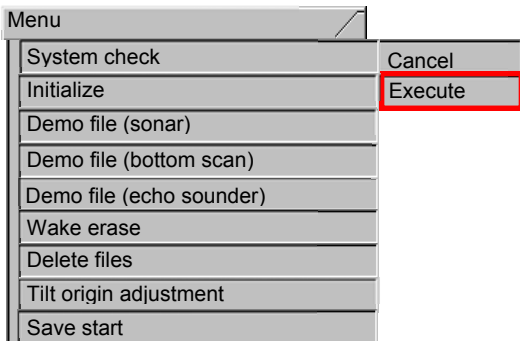 Menu
System check
Cancel
Initialize
Execute
Demo file (sonar)
Demo file (bottom scan)
Demo file (echo sounder)
Wake erase
Delete files
Tilt origin adjustment
Save start